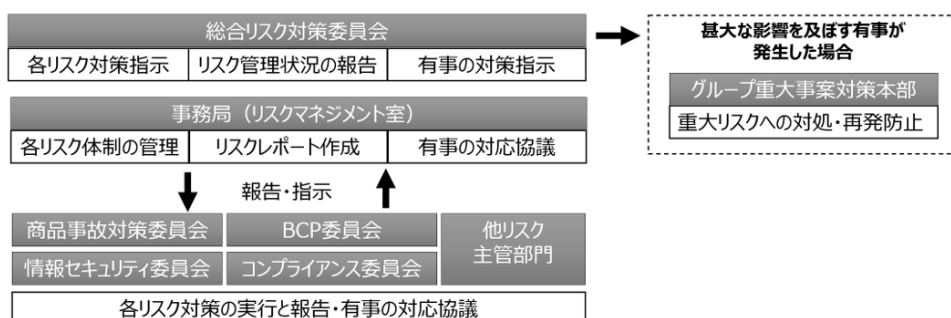 総合リスク対策委員会
各リスク対策指示
リスク管理状況の報告
有事の対策指示
事務局（リスクマネジメント室）
各リスク体制の管理
リスクレポート作成
有事の対応協議
報告・指示
商品事故対策委員会
BCP委員会
情報セキュリティ委員会
コンプライアンス委員会
他リスク
主管部門
各リスク対策の実行と報告・有事の対応協議
甚大な影響を及ぼす有事が
発生した場合
グループ重大事案対策本部
重大リスクへの対処・再発防止